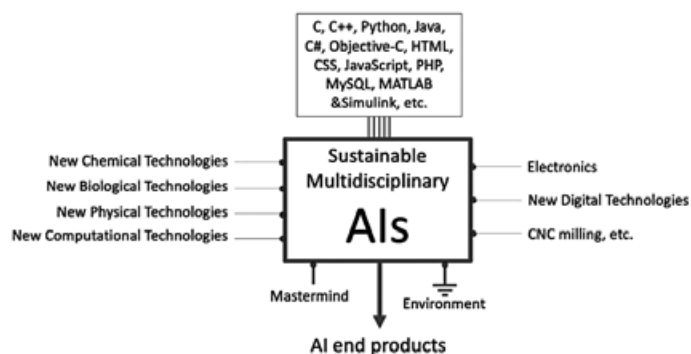 C, C++, Python, Java,
C#, Objective-C, HTML,
CSS, JavaScript, PHP,
MySQL, MATLAB
&Simulink, etc.
Sustainable
Multidisciplinary
AIs
New Chemical Technologies
New Biological Technologies
New Physical Technologies
New Computational Technologies
Electronics
New Digital Technologies
CNC milling, etc.
Mastermind
Environment
AI end products